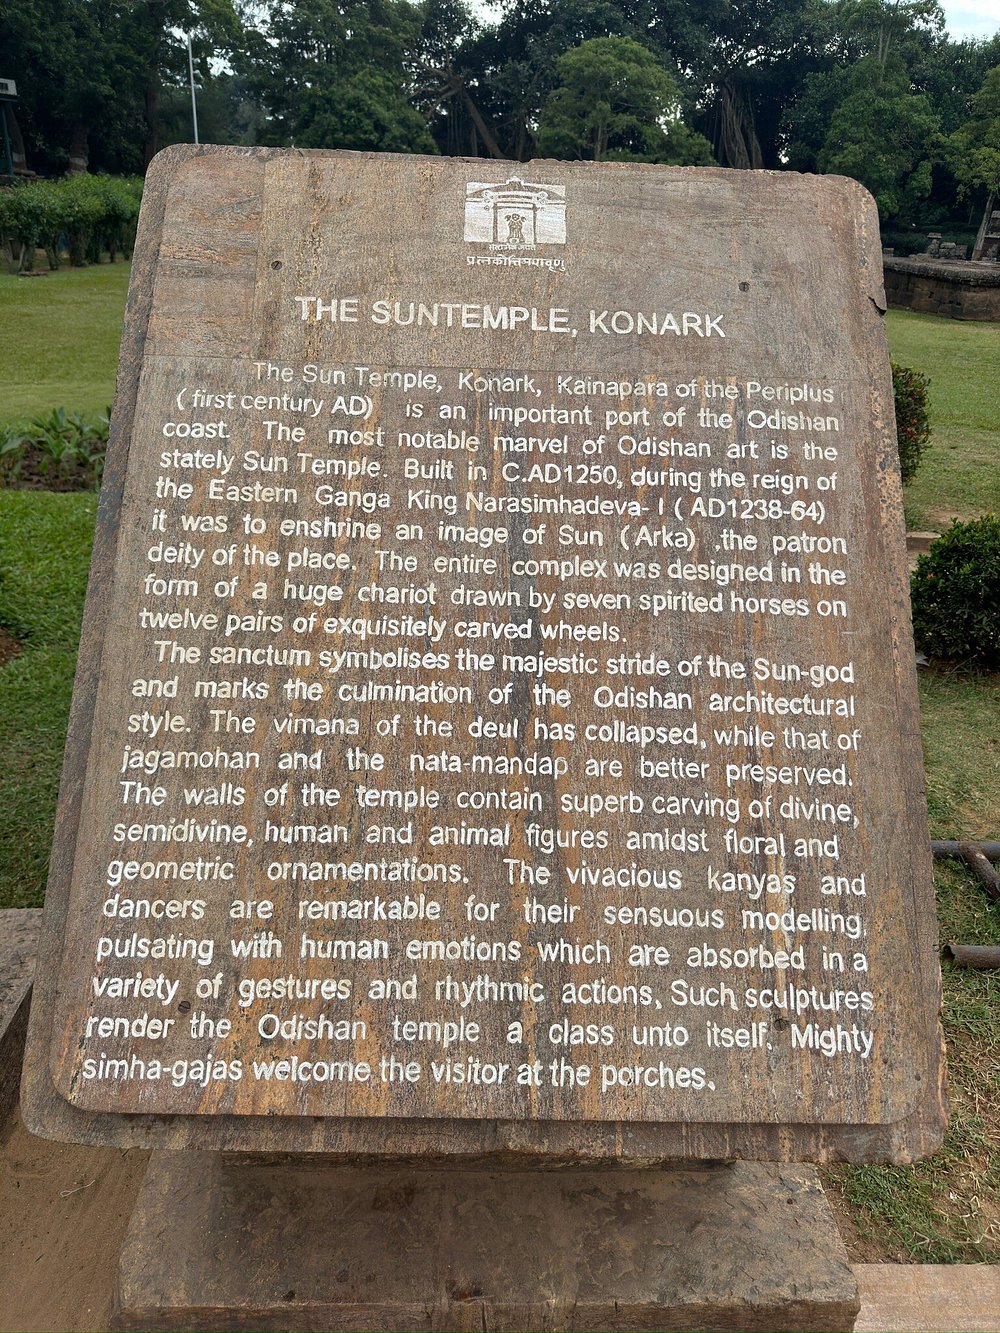 सत्यमेव जयते
प्रत्नकीर्तिमपावृणु
THE SUNTEMPLE, KONARK
The Sun Temple, Konark, Kainapara of the Periplus
(first century AD) is an important port of the Odishan
coast. The most notable marvel of Odishan art is the
stately Sun Temple. Built in C.AD1250, during the reign of
the Eastern Ganga King Narasimhadeva- I ( AD1238-64)
it was to enshrine an image of Sun (Arka) ,the patron
deity of the place. The entire complex was designed in the
form of a huge chariot drawn by seven spirited horses on
twelve pairs of exquisitely carved wheels.
The sanctum symbolises the majestic stride of the Sun-god
and marks the culmination of the Odishan architectural
style. The vimana of the deul has collapsed, while that of
jagamohan and the nata-mandap are better preserved.
The walls of the temple contain superb carving of divine,
semidivine, human and animal figures amidst floral and
geometric ornamentations. The vivacious kanyas and
dancers are remarkable for their sensuous modelling,
pulsating with human emotions which are absorbed in a
variety of gestures and rhythmic actions. Such sculptures
render the Odishan temple a class unto itself. Mighty
simha-gajas welcome the visitor at the porches.